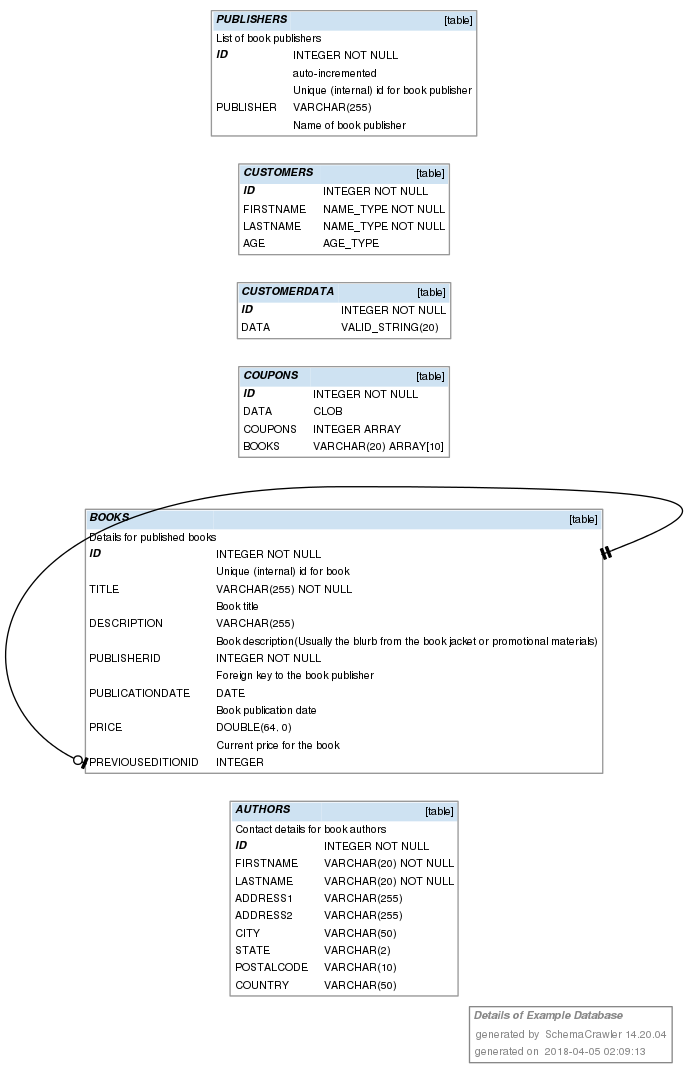 PUBLISHERS [table]
List of book publishers
ID INTEGER NOT NULL
auto-incremented
Unique (internal) id for book publisher
PUBLISHER VARCHAR(255)
Name of book publisher
CUSTOMERS [table]
ID INTEGER NOT NULL
FIRSTNAME NAME_TYPE NOT NULL
LASTNAME NAME_TYPE NOT NULL
AGE AGE_TYPE
CUSTOMERDATA [table]
ID INTEGER NOT NULL
DATA VALID_STRING(20)
COUPONS [table]
ID INTEGER NOT NULL
DATA CLOB
COUPONS INTEGER ARRAY
BOOKS VARCHAR(20) ARRAY[10]
BOOKS [table]
Details for published books
ID INTEGER NOT NULL
Unique (internal) id for book
TITLE VARCHAR(255) NOT NULL
Book title
DESCRIPTION VARCHAR(255)
Book description(Usually the blurb from the book jacket or promotional materials)
PUBLISHERID INTEGER NOT NULL
Foreign key to the book publisher
PUBLICATIONDATE DATE
Book publication date
PRICE DOUBLE(64, 0)
Current price for the book
PREVIOUSEDITIONID INTEGER
AUTHORS [table]
Contact details for book authors
ID INTEGER NOT NULL
FIRSTNAME VARCHAR(20) NOT NULL
LASTNAME VARCHAR(20) NOT NULL
ADDRESS1 VARCHAR(255)
ADDRESS2 VARCHAR(255)
CITY VARCHAR(50)
STATE VARCHAR(2)
POSTALCODE VARCHAR(10)
COUNTRY VARCHAR(50)
Details of Example Database
generated by SchemaCrawler 14.20.04
generated on 2018-04-05 02:09:13